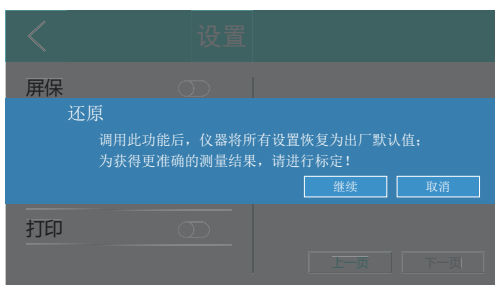 设置
屏保
还原
调用此功能后，仪器将所有设置恢复为出厂默认值；
为获得更准确的测量结果，请进行标定！
继续 取消
打印
上一页 下一页